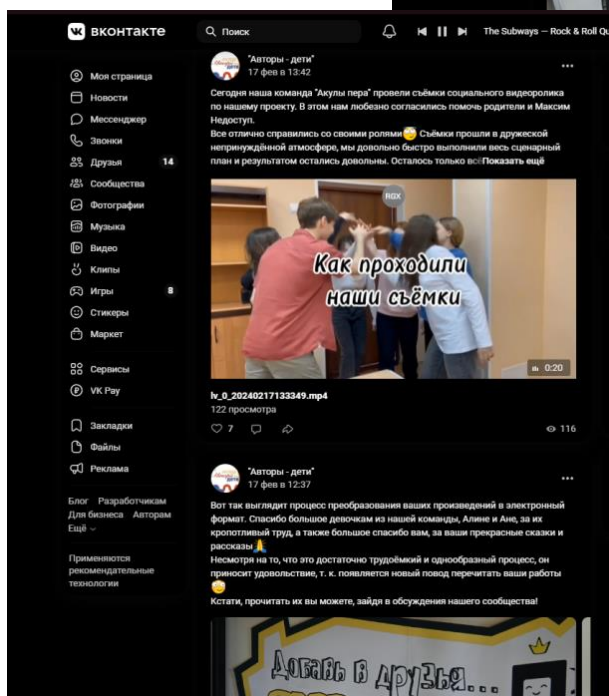 ВКОНТАКТЕ
Поиск
The Subways — Rock & Roll Qu
Моя страница
Новости
Мессенджер
Звонки
Друзья 14
Сообщества
Фотографии
Музыка
Видео
Клипы
Игры 8
Стикеры
Маркет
Сервисы
VK Pay
Закладки
Файлы
Реклама
Блог Разработчикам
Для бизнеса Авторам
Ещё
Применяются
рекомендательные
технологии
"Авторы - дети"
17 фев в 13:42
Сегодня наша команда "Акулы пера" провели съёмки социального видеоролика
по нашему проекту. В этом нам любезно согласились помочь родители и Максим
Недоступ.
Все отлично справились со своими ролями Съёмки прошли в дружеской
непринуждённой атмосфере, мы довольно быстро выполнили весь сценарный
план и результатом остались довольны. Осталось только всё Показать ещё
RGX
Как проходили
наши съёмки
0:20
lv_0_20240217133349.mp4
122 просмотра
7
116
"Авторы - дети"
17 фев в 12:37
Вот так выглядит процесс преобразования ваших произведений в электронный
формат. Спасибо большое девочкам из нашей команды, Алине и Ане, за их
кропотливый труд, а также большое спасибо вам, за ваши прекрасные сказки и
рассказы
Несмотря на то, что это достаточно трудоёмкий и однообразный процесс, он
приносит удовольствие, т. к. появляется новый повод перечитать ваши работы
Кстати, прочитать их вы можете, зайдя в обсуждения нашего сообщества!
Добавь в друзья...